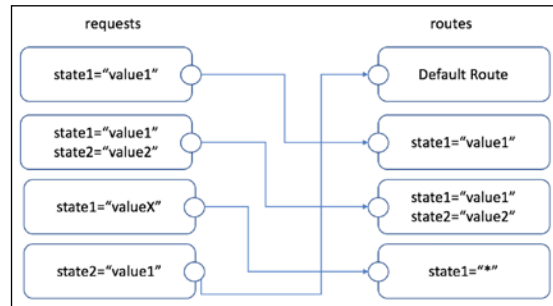 requests
routes
state1=“value1”
Default Route
state1=“value1”
state2=“value2”
state1=“value1”
state1=“valueX”
state1=“value1”
state2=“value2”
state2=“value1”
state1=“*”